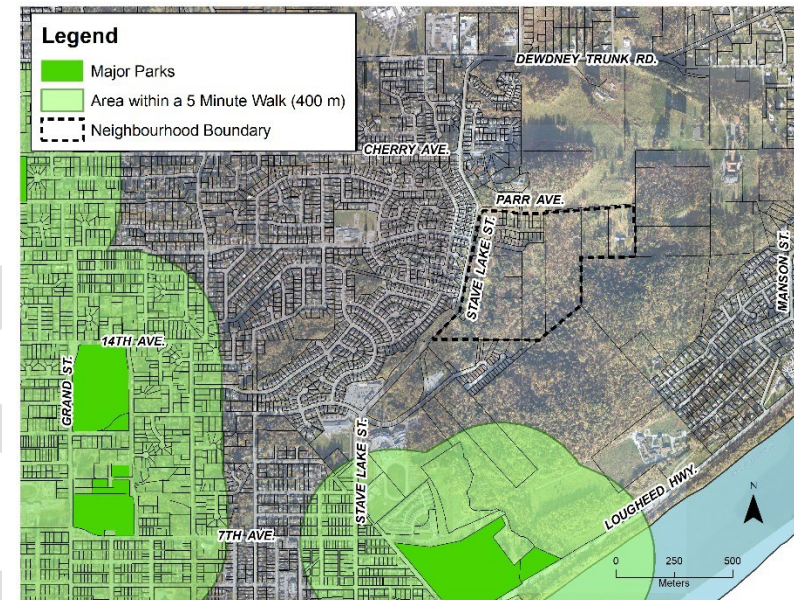 Legend
Major Parks
Area within a 5 Minute Walk (400 m)
Neighbourhood Boundary
DEWDNEY TRUNK RD.
CHERRY AVE.
PARR AVE.
STAVE LAKE ST.
MANSON ST.
14TH AVE.
GRAND ST.
STAVE LAKE ST.
LOUGHEED HWY.
7TH AVE.
N
0 250 500
Meters